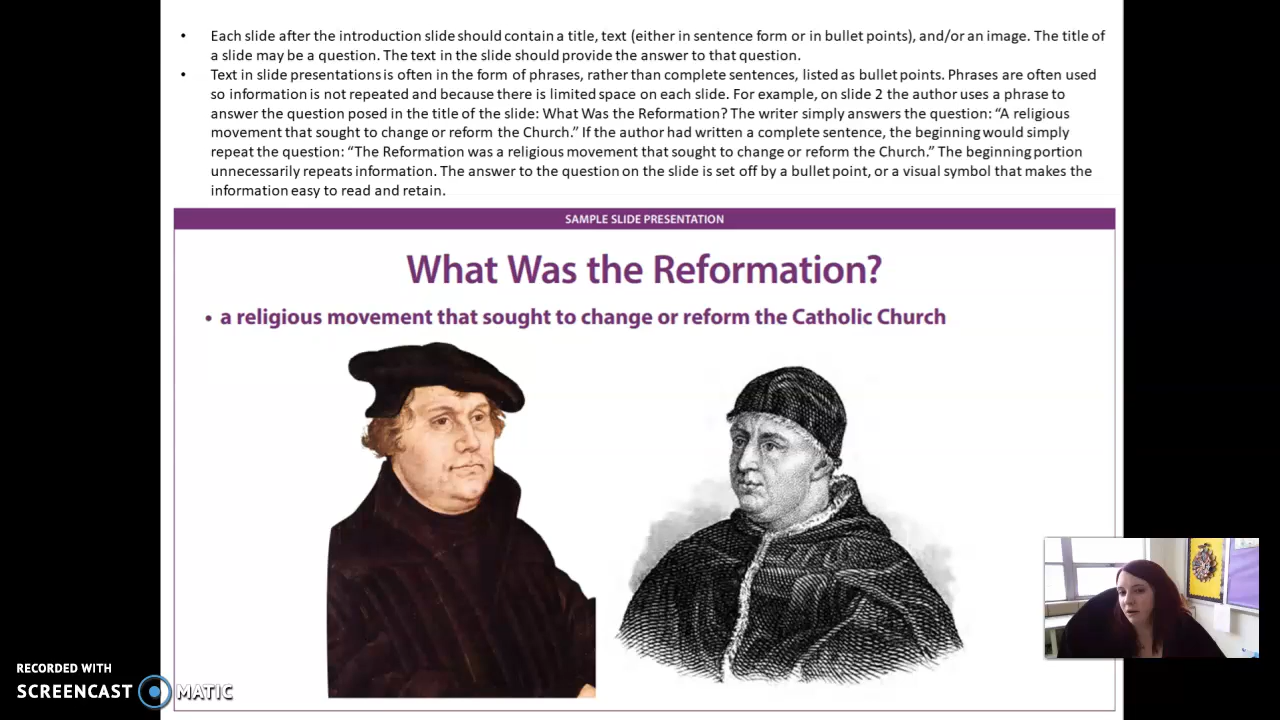 • Each slide after the introduction slide should contain a title, text (either in sentence form or in bullet points), and/or an image. The title of
a slide may be a question. The text in the slide should provide the answer to that question.
• Text in slide presentations is often in the form of phrases, rather than complete sentences, listed as bullet points. Phrases are often used
so information is not repeated and because there is limited space on each slide. For example, on slide 2 the author uses a phrase to
answer the question posed in the title of the slide: What Was the Reformation? The writer simply answers the question: “A religious
movement that sought to change or reform the Church.” If the author had written a complete sentence, the beginning would simply
repeat the question: “The Reformation was a religious movement that sought to change or reform the Church.” The beginning portion
unnecessarily repeats information. The answer to the question on the slide is set off by a bullet point, or a visual symbol that makes the
information easy to read and retain.
SAMPLE SLIDE PRESENTATION
What Was the Reformation?
• a religious movement that sought to change or reform the Catholic Church
RECORDED WITH
SCREENCAST MATIC